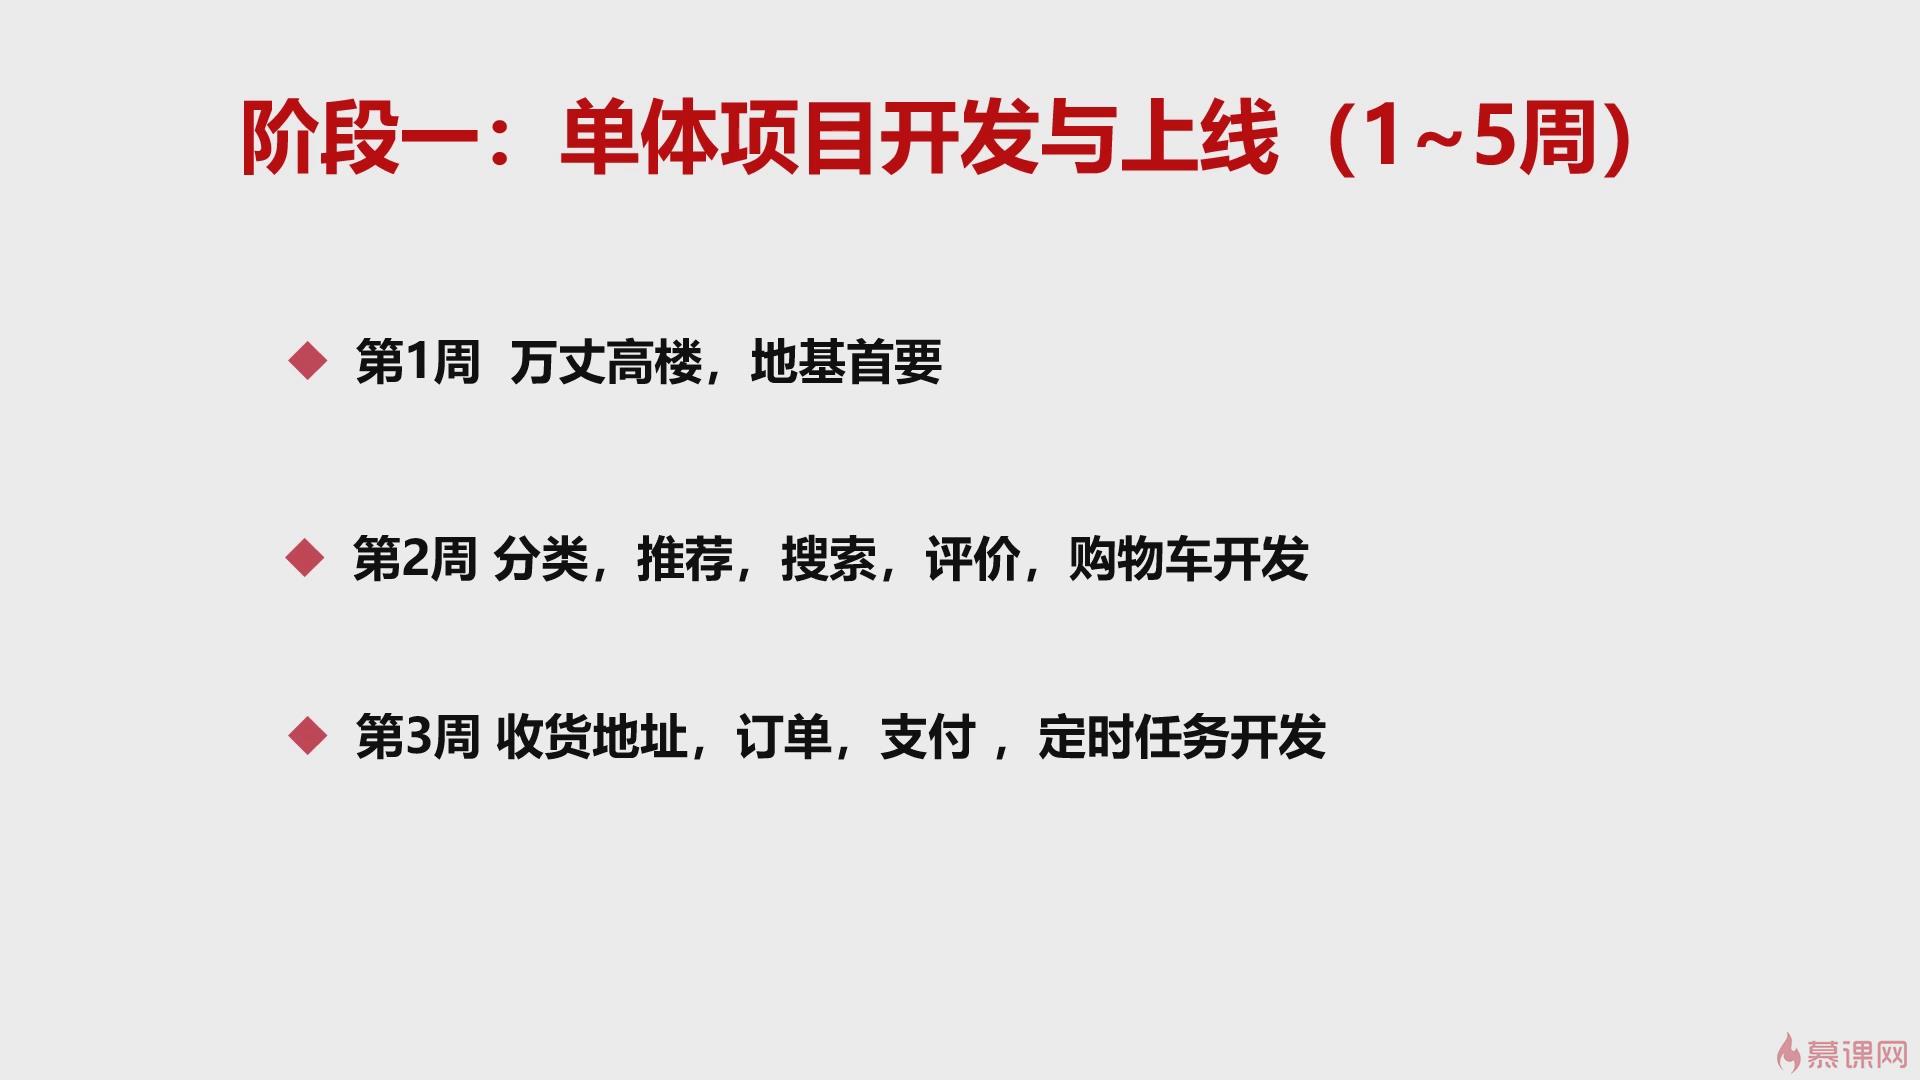 阶段一：单体项目开发与上线（1~5周）
第1周 万丈高楼，地基首要
第2周 分类，推荐，搜索，评价，购物车开发
第3周 收货地址，订单，支付 ，定时任务开发
慕课网